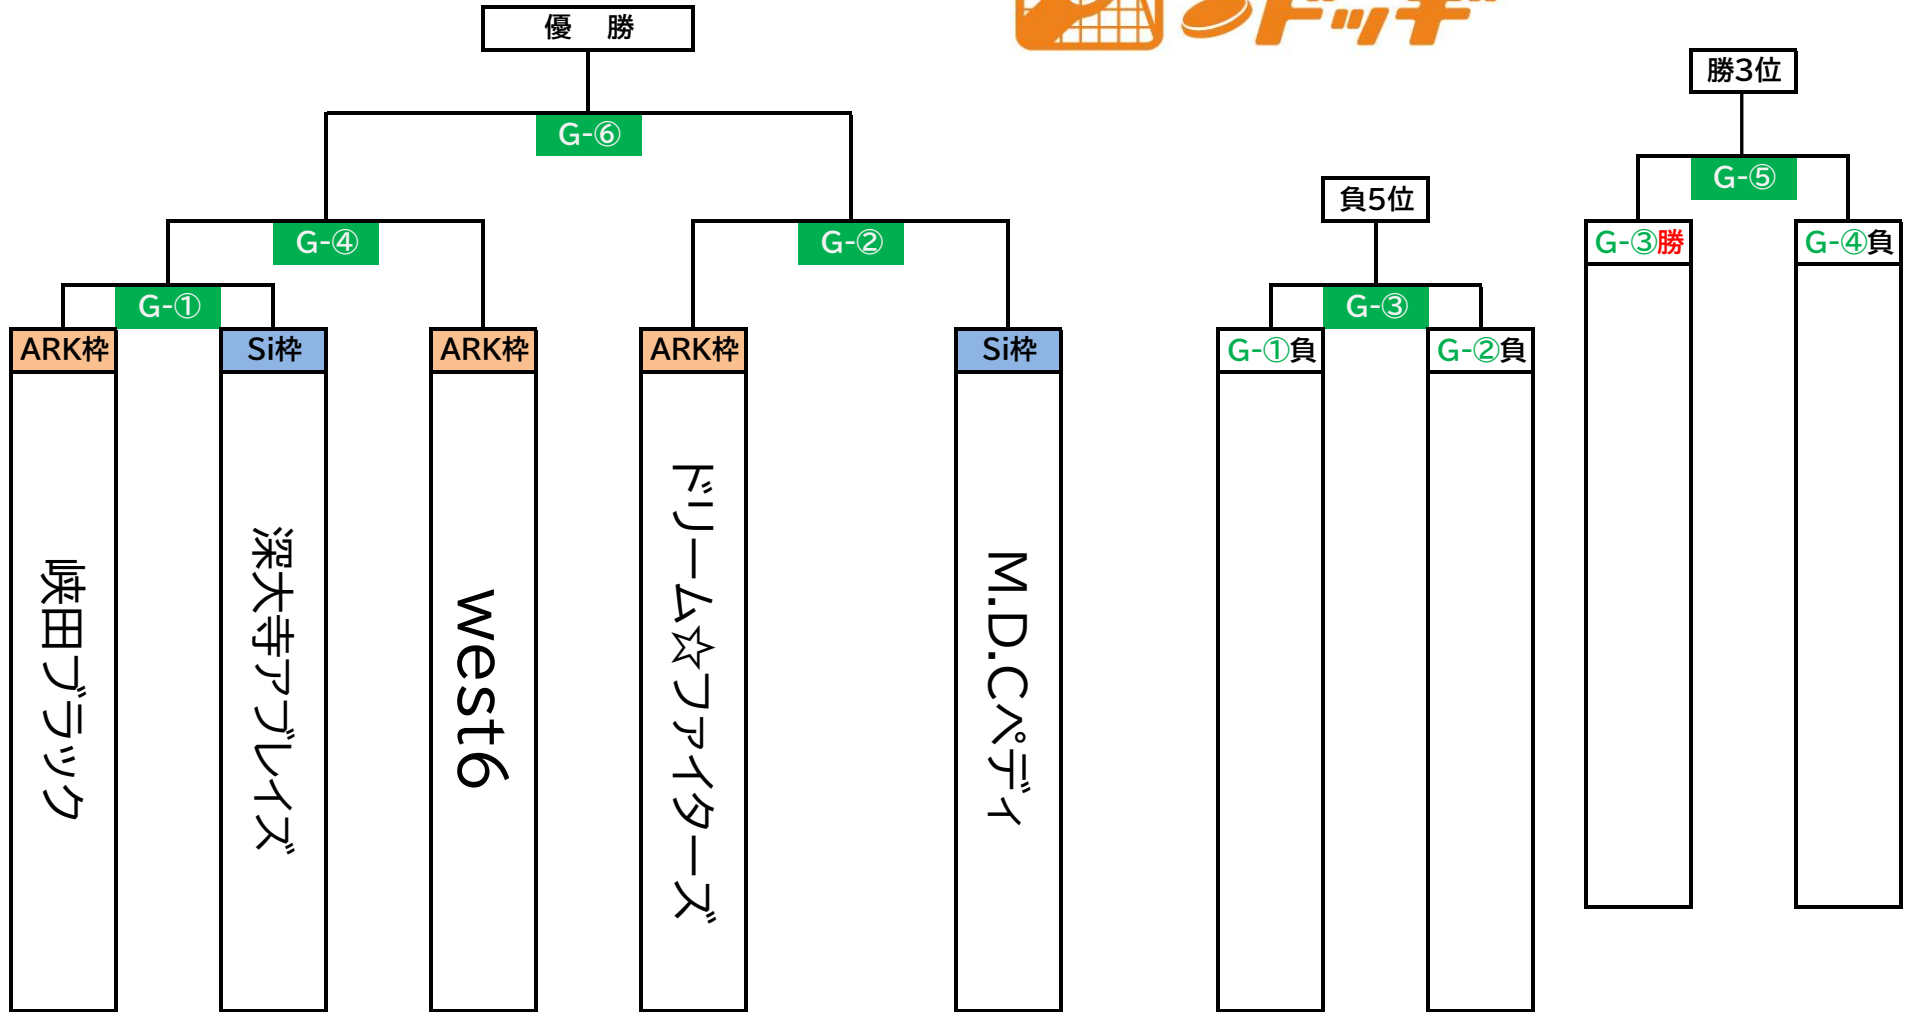 優 勝
ドッヂ
勝3位
G-⑥
G-⑤
負5位
G-④
G-②
G-③勝
G-④負
G-①
G-③
ARK枠
Si枠
ARK枠
ARK枠
Si枠
G-①負
G-②負
峡田ブラック
深大寺アブレイズ
west6
ドリーム☆ファイターズ
M.D.Cペディ